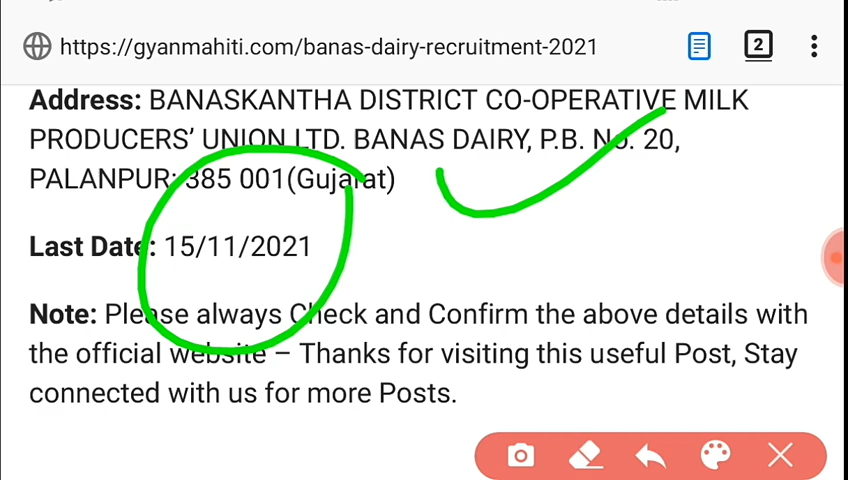 https://gyanmahiti.com/banas-dairy-recruitment-2021
2
Address: BANASKANTHA DISTRICT CO-OPERATIVE MILK
PRODUCERS’ UNION LTD. BANAS DAIRY, P.B. No. 20,
PALANPUR: 385 001(Gujarat)
Last Date: 15/11/2021
Note: Please always Check and Confirm the above details with
the official website – Thanks for visiting this useful Post, Stay
connected with us for more Posts.